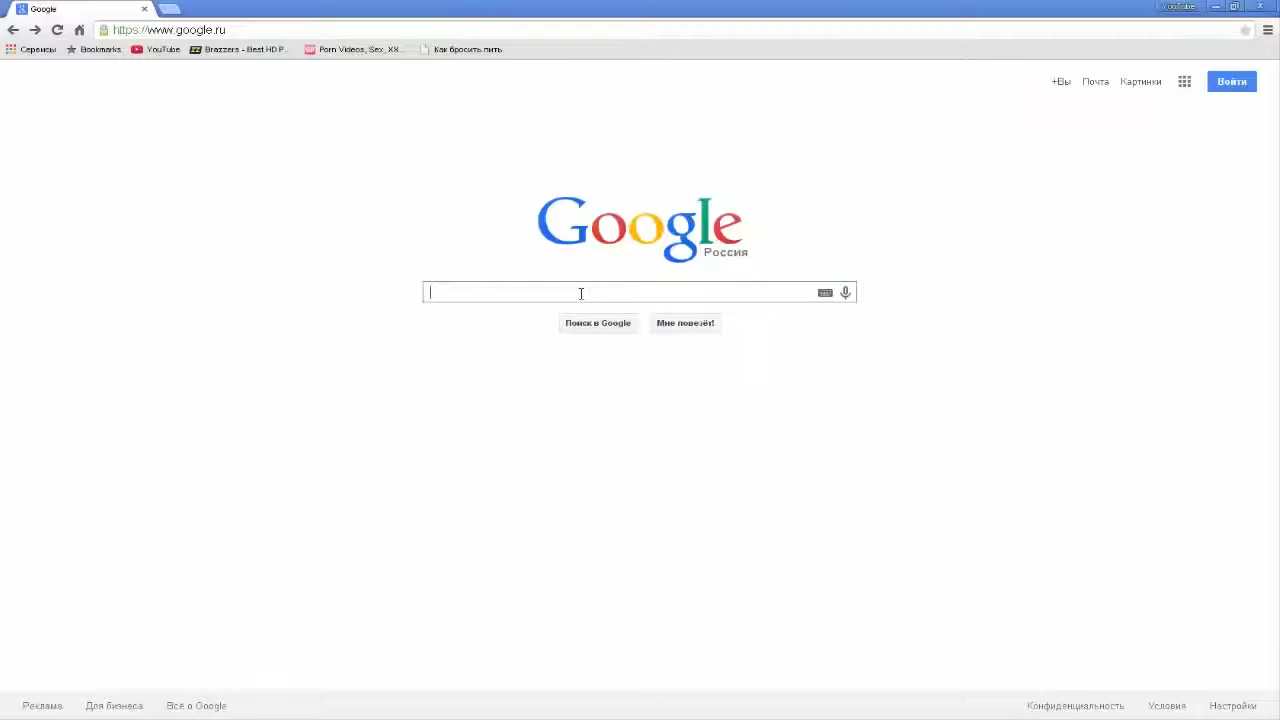 Google
YouTube
https://www.google.ru
Сервисы Bookmarks YouTube Brazzers - Best HD P... Porn Videos, Sex, XX... Как бросить пить
+Вы Почта Картинки Войти
Google
Россия
Поиск в Google Мне повезёт!
Реклама Для бизнеса Всё о Google Конфиденциальность Условия Настройки